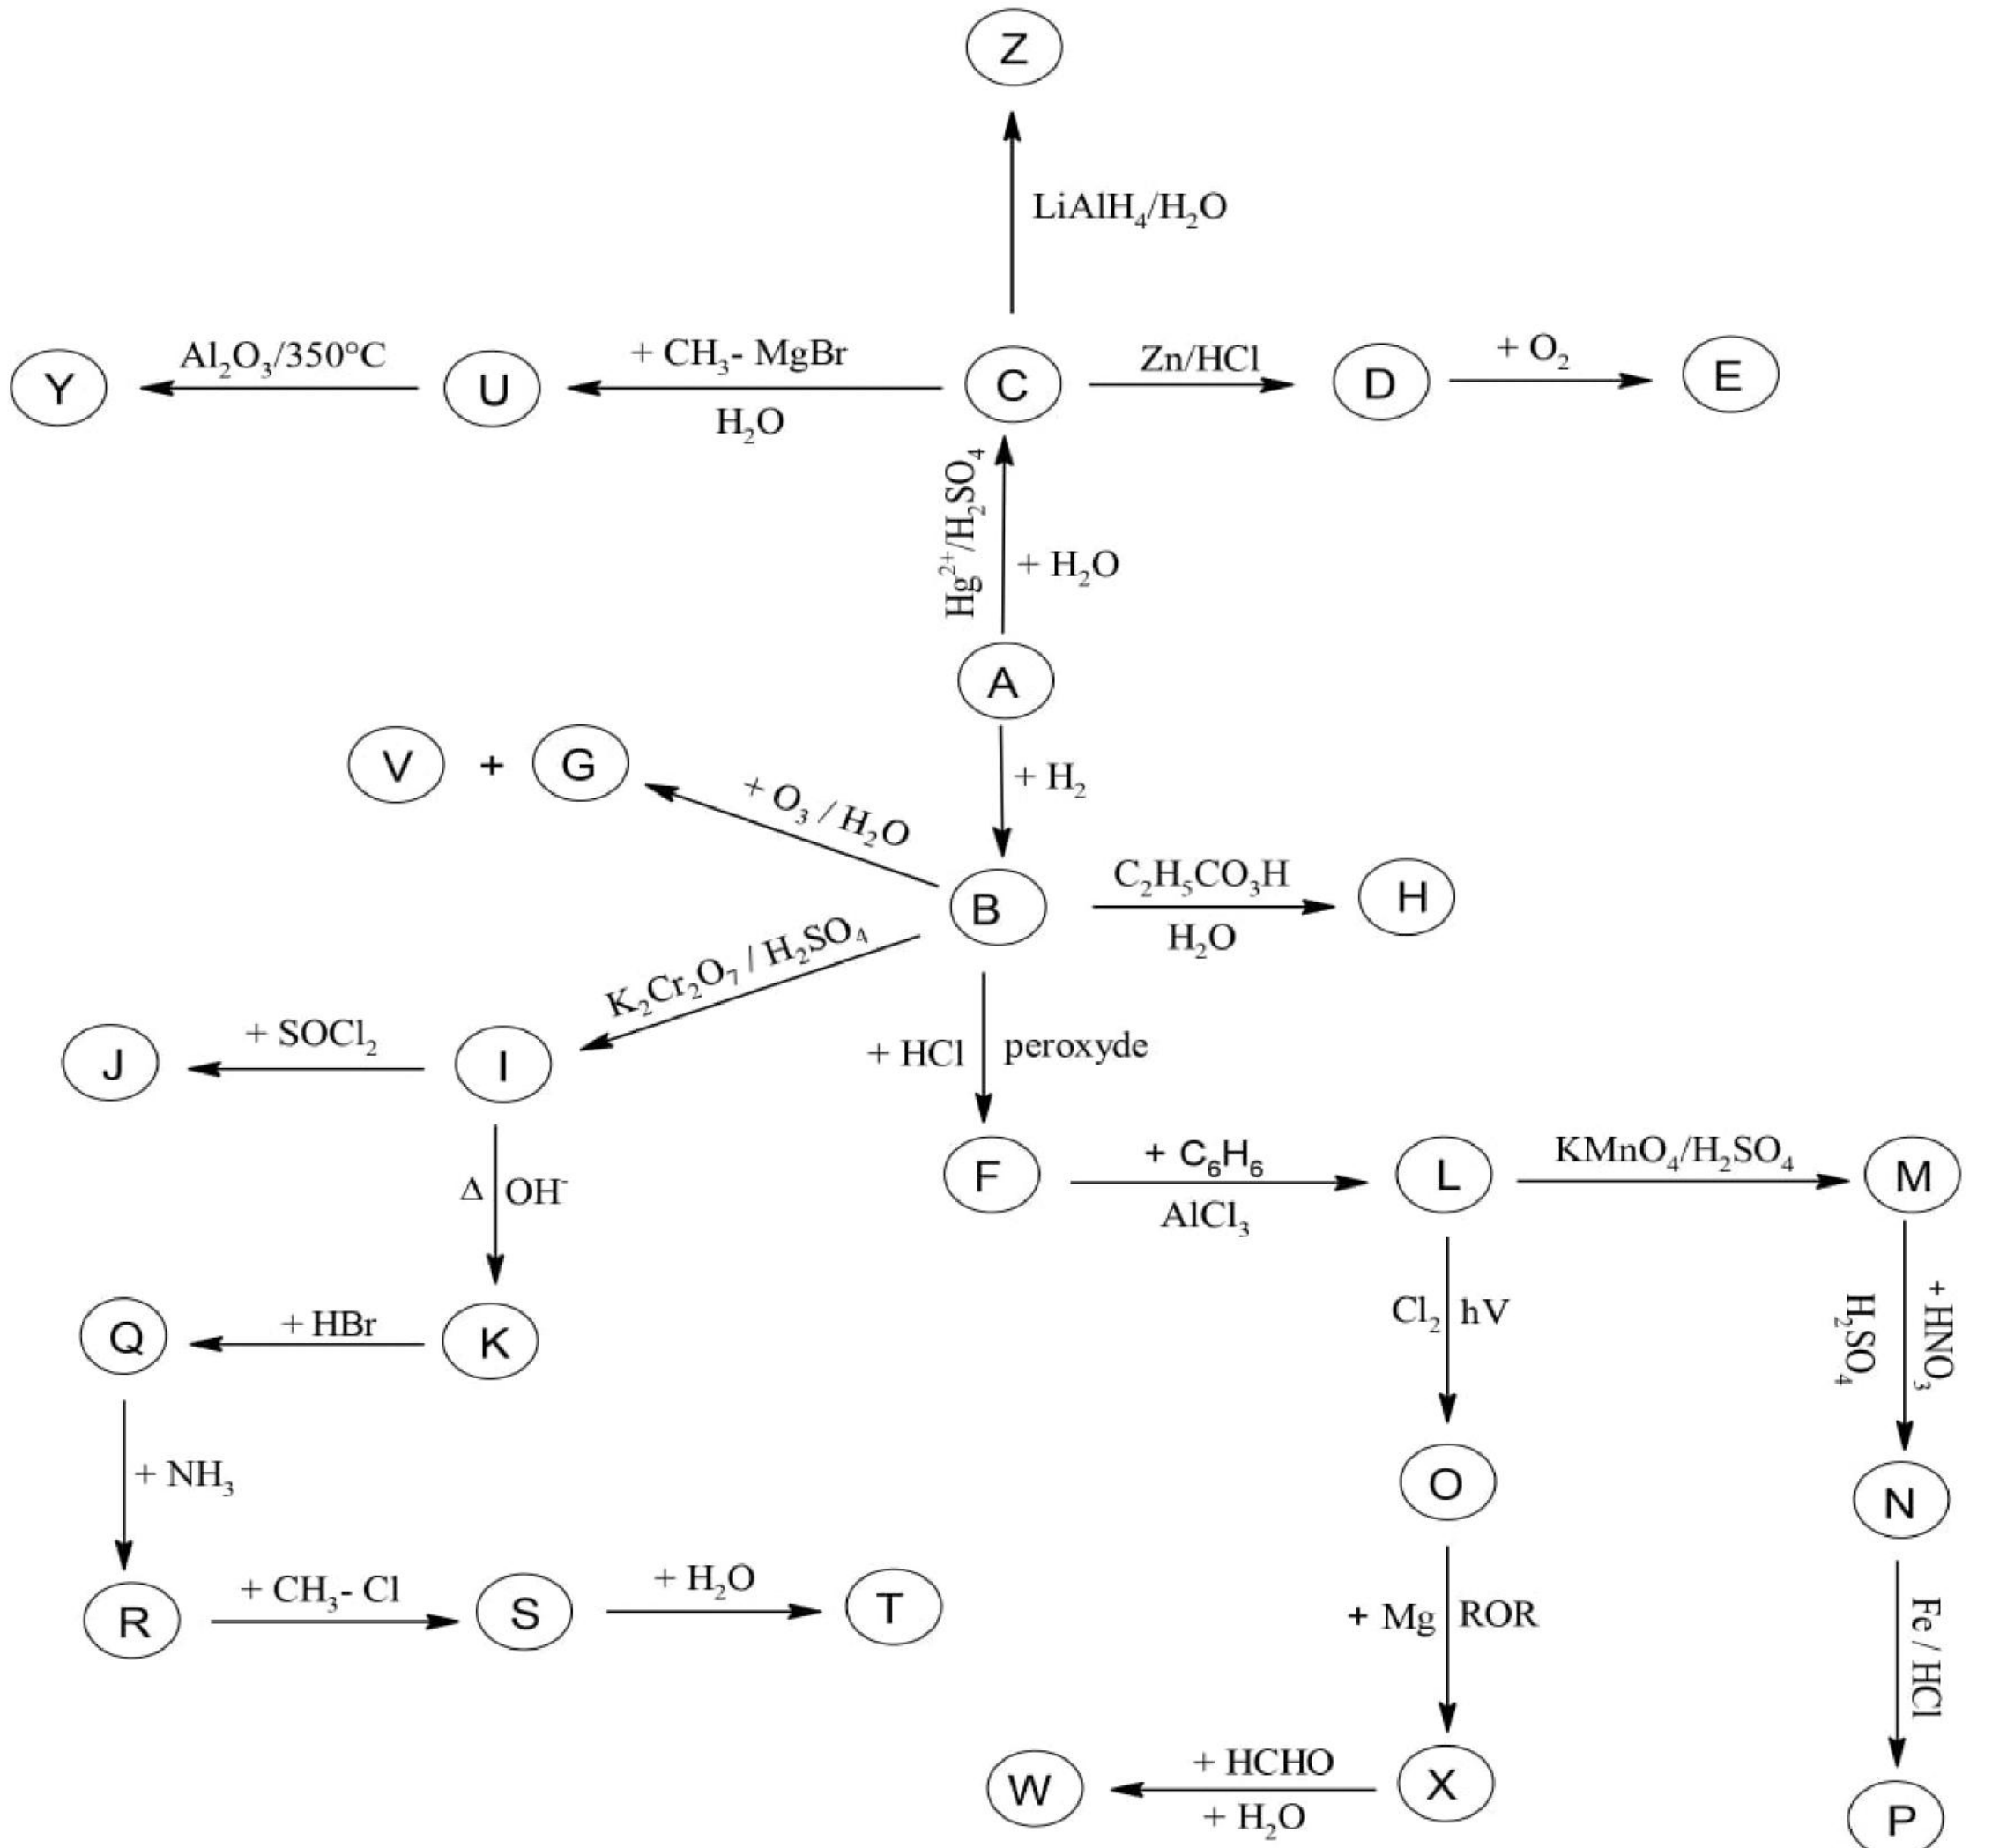 Z
LiAlH₄/H₂O
Y
Al₂O₃/350°C
U
+ CH₃- MgBr
H₂O
C
Zn/HCl
D
+ O₂
E
Hg²⁺/H₂SO₄
+ H₂O
A
+ H₂
V + G
+ O₃ / H₂O
B
C₂H₅CO₃H
H₂O
H
K₂Cr₂O₇ / H₂SO₄
J
+ SOCl₂
I
+ HCl
peroxyde
Δ
OH⁻
F
+ C₆H₆
AlCl₃
L
KMnO₄/H₂SO₄
M
Q
+ HBr
K
Cl₂
hV
H₂SO₄
+ HNO₃
+ NH₃
O
N
R
+ CH₃- Cl
S
+ H₂O
T
+ Mg
ROR
Fe / HCl
W
+ HCHO
+ H₂O
X
P